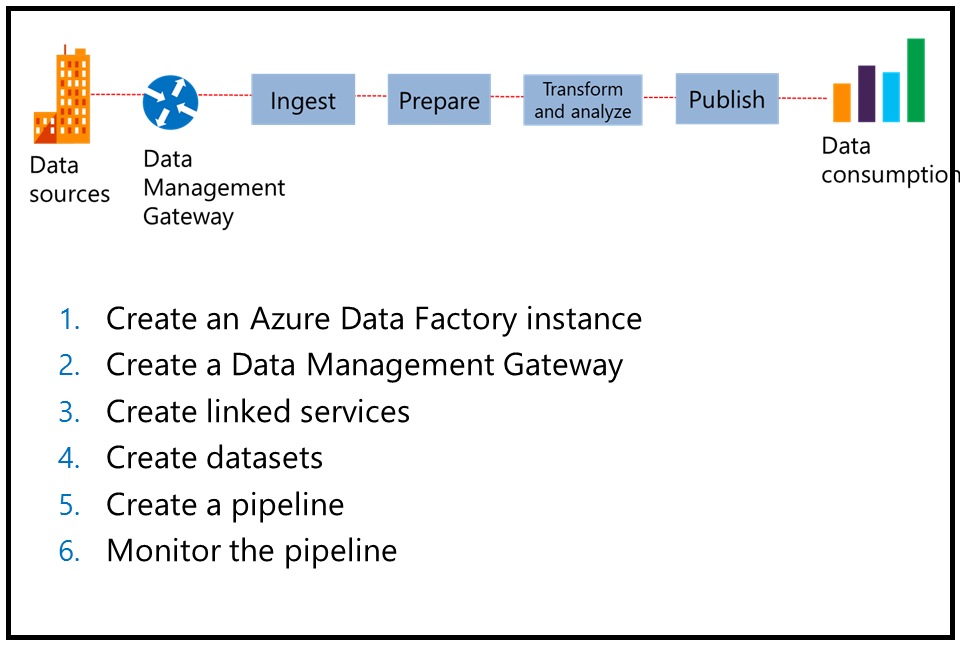 Data
sources
Data
Management
Gateway
Ingest
Prepare
Transform
and analyze
Publish
Data
consumption
1. Create an Azure Data Factory instance
2. Create a Data Management Gateway
3. Create linked services
4. Create datasets
5. Create a pipeline
6. Monitor the pipeline